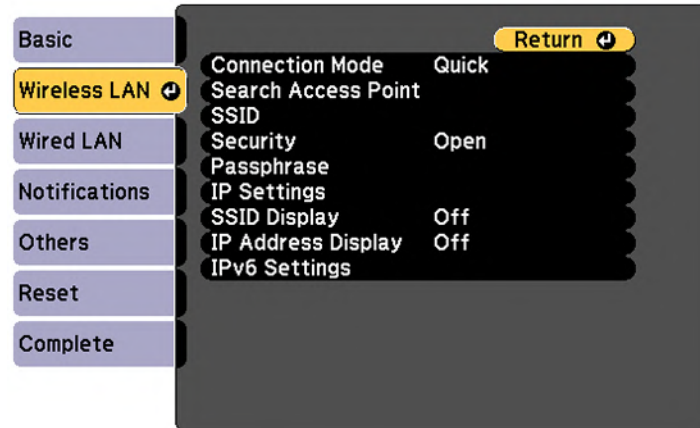 Basic
Wireless LAN
Wired LAN
Notifications
Others
Reset
Complete
Return
Connection Mode Quick
Search Access Point
SSID
Security Open
Passphrase
IP Settings
SSID Display Off
IP Address Display Off
IPv6 Settings